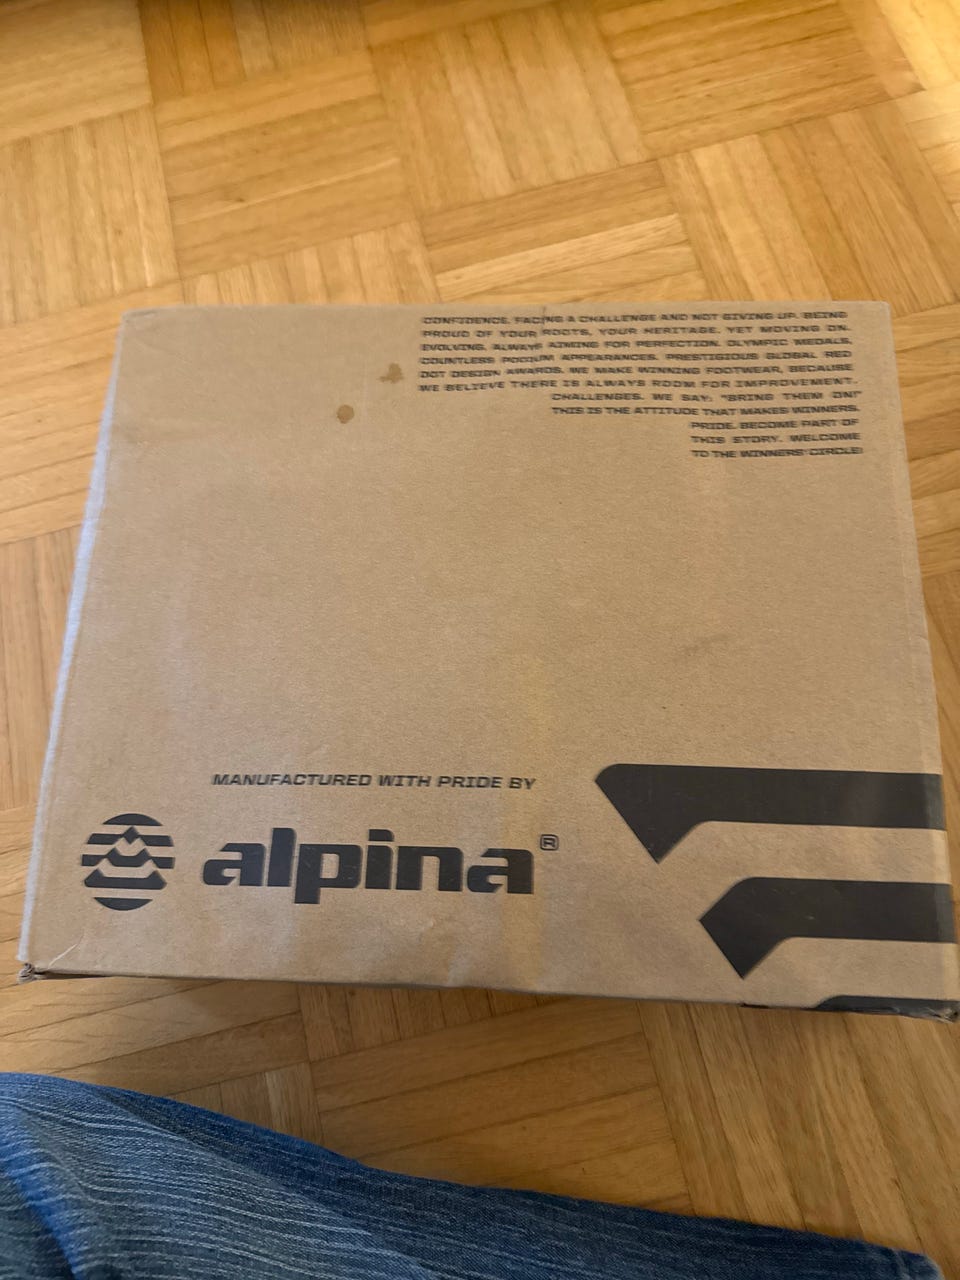 CONFIDENCE. FACING A CHALLENGE AND NOT GIVING UP. BEING
PROUD OF YOUR ROOTS, YOUR HERITAGE. YET MOVING ON.
EVOLVING. ALWAYS AIMING FOR PERFECTION. OLYMPIC MEDALS.
COUNTLESS PODIUM APPEARANCES. PRESTIGIOUS GLOBAL RED
DOT DESIGN AWARDS. WE MAKE WINNING FOOTWEAR, BECAUSE
WE BELIEVE THERE IS ALWAYS ROOM FOR IMPROVEMENT.
CHALLENGES. WE SAY: "BRING THEM ON!"
THIS IS THE ATTITUDE THAT MAKES WINNERS.
PRIDE. BECOME PART OF
THIS STORY. WELCOME
TO THE WINNERS' CIRCLE!
MANUFACTURED WITH PRIDE BY
alpina®